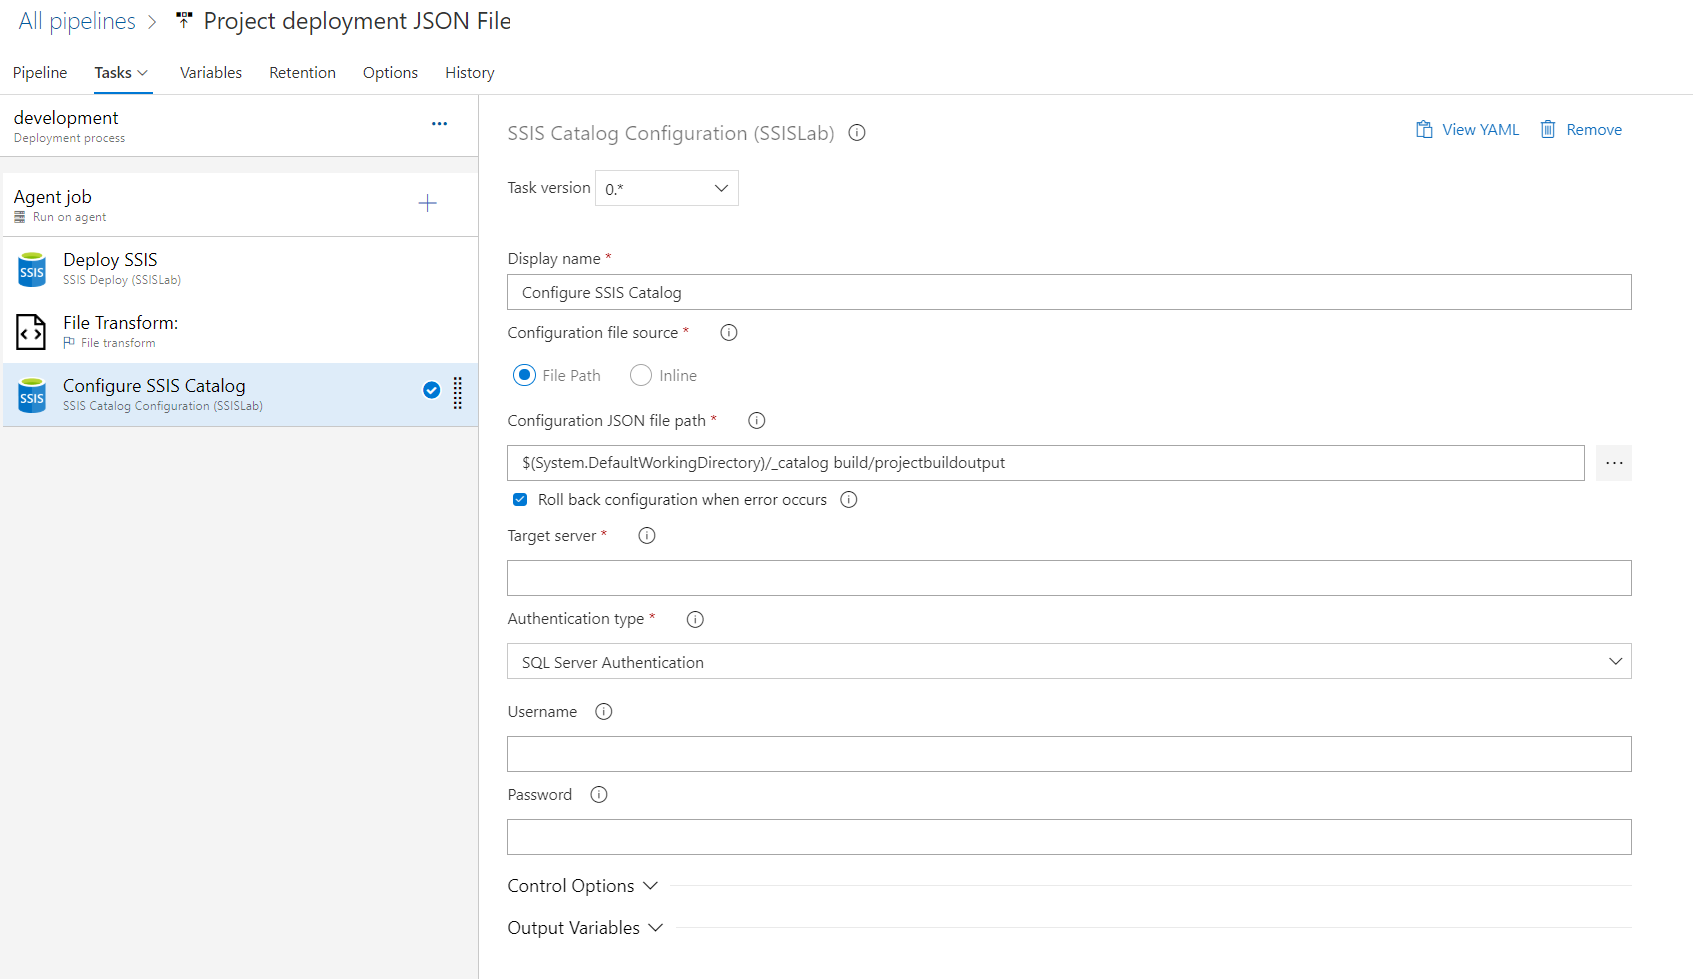 All pipelines > Project deployment JSON File
Pipeline Tasks Variables Retention Options History
development
Deployment process
Agent job
Run on agent
SSIS
Deploy SSIS
SSIS Deploy (SSISLab)
File Transform:
File transform
SSIS
Configure SSIS Catalog
SSIS Catalog Configuration (SSISLab)
SSIS Catalog Configuration (SSISLab)
View YAML Remove
Task version 0.*
Display name *
Configure SSIS Catalog
Configuration file source *
File Path Inline
Configuration JSON file path *
$(System.DefaultWorkingDirectory)/_catalog build/projectbuildoutput
...
Roll back configuration when error occurs
Target server *
Authentication type *
SQL Server Authentication
Username
Password
Control Options
Output Variables